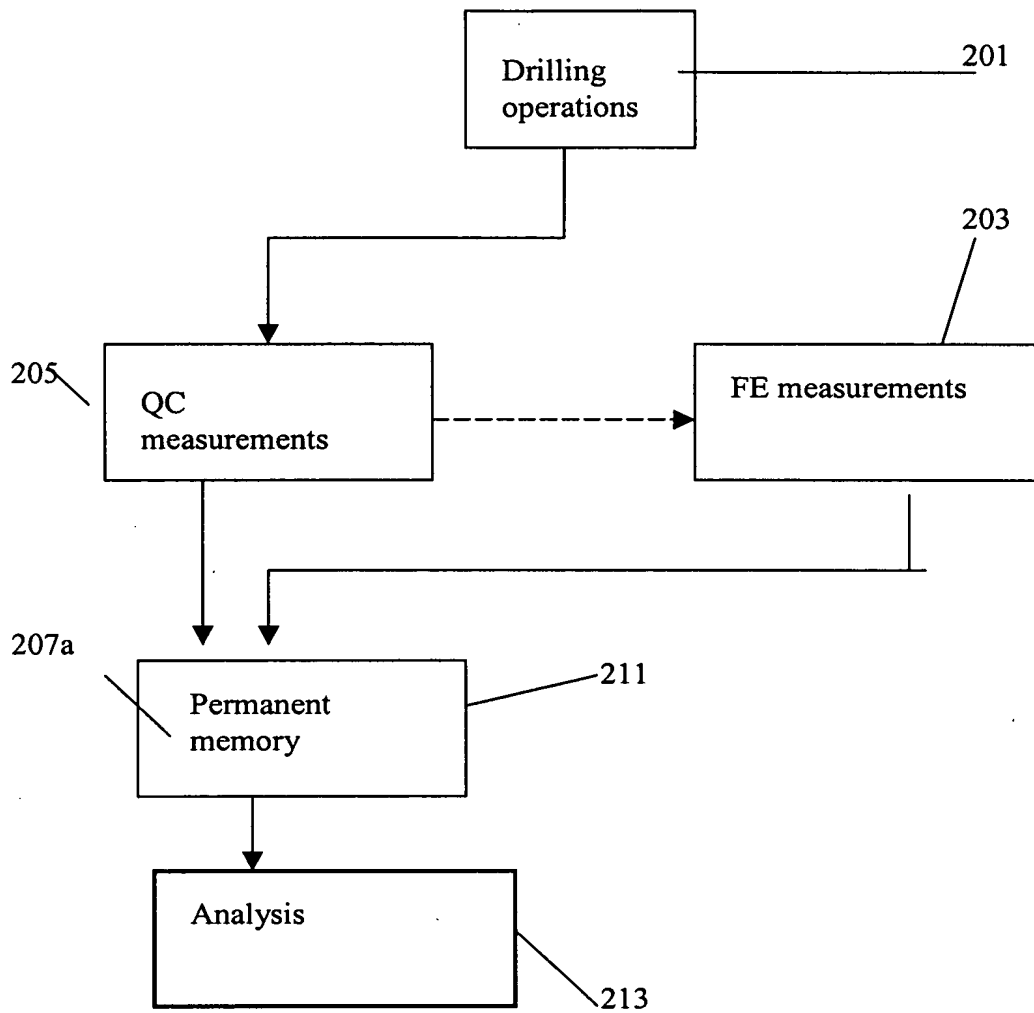 Drilling
operations
201
203
205
QC
measurements
FE measurements
207a
Permanent
memory
211
Analysis
213